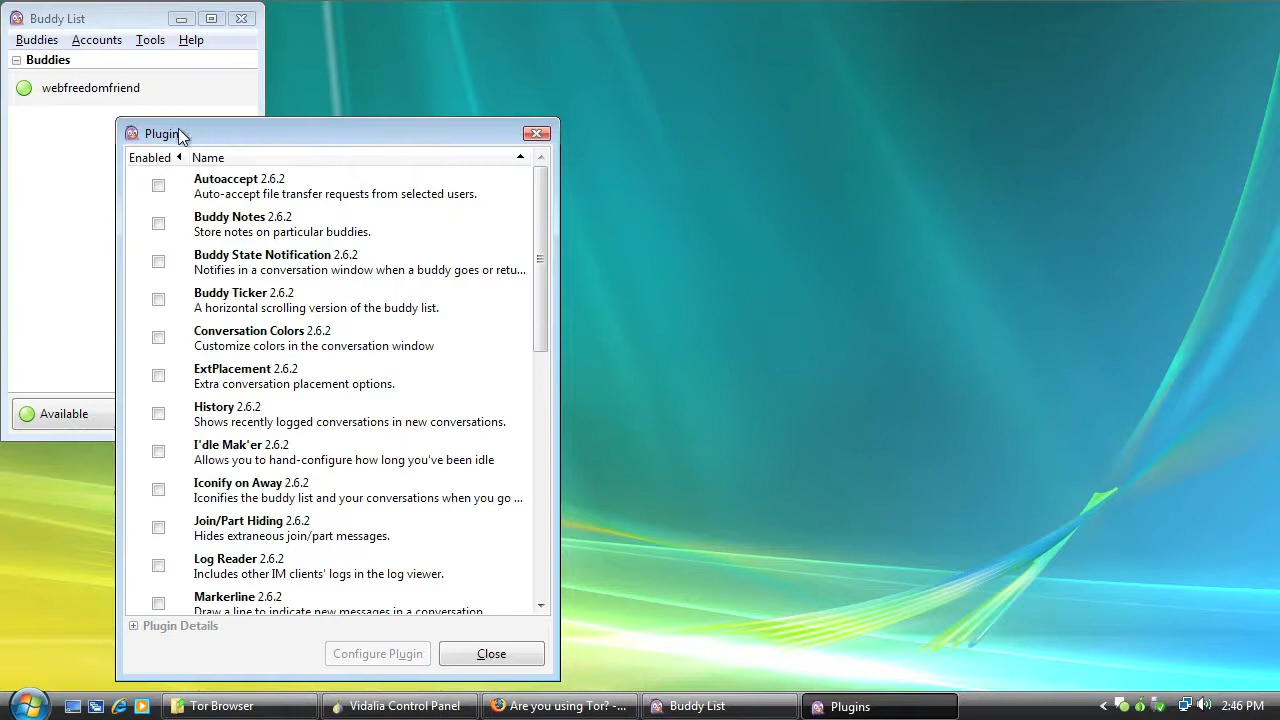 Buddy List
Buddies Accounts Tools Help
Buddies
webfreedomfriend
Available
Plugins
Enabled Name
Autoaccept 2.6.2
Auto-accept file transfer requests from selected users.
Buddy Notes 2.6.2
Store notes on particular buddies.
Buddy State Notification 2.6.2
Notifies in a conversation window when a buddy goes or retu...
Buddy Ticker 2.6.2
A horizontal scrolling version of the buddy list.
Conversation Colors 2.6.2
Customize colors in the conversation window
ExtPlacement 2.6.2
Extra conversation placement options.
History 2.6.2
Shows recently logged conversations in new conversations.
I'dle Mak'er 2.6.2
Allows you to hand-configure how long you've been idle
Iconify on Away 2.6.2
Iconifies the buddy list and your conversations when you go ...
Join/Part Hiding 2.6.2
Hides extraneous join/part messages.
Log Reader 2.6.2
Includes other IM clients' logs in the log viewer.
Markerline 2.6.2
Draw a line to indicate new messages in a conversation
Plugin Details
Configure Plugin Close
Tor Browser Vidalia Control Panel Are you using Tor? -... Buddy List Plugins 2:46 PM